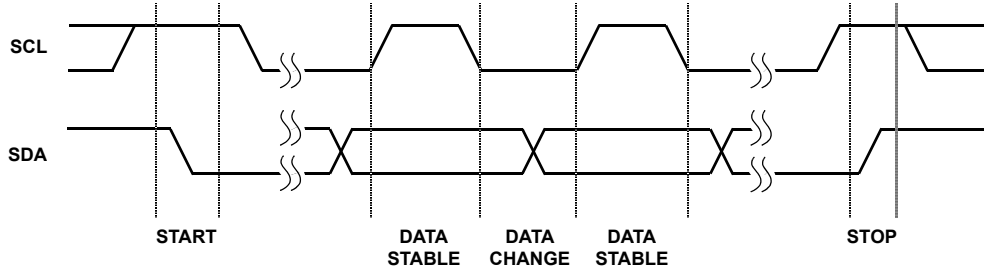 SCL
SDA
START
DATA
STABLE
DATA
CHANGE
DATA
STABLE
STOP